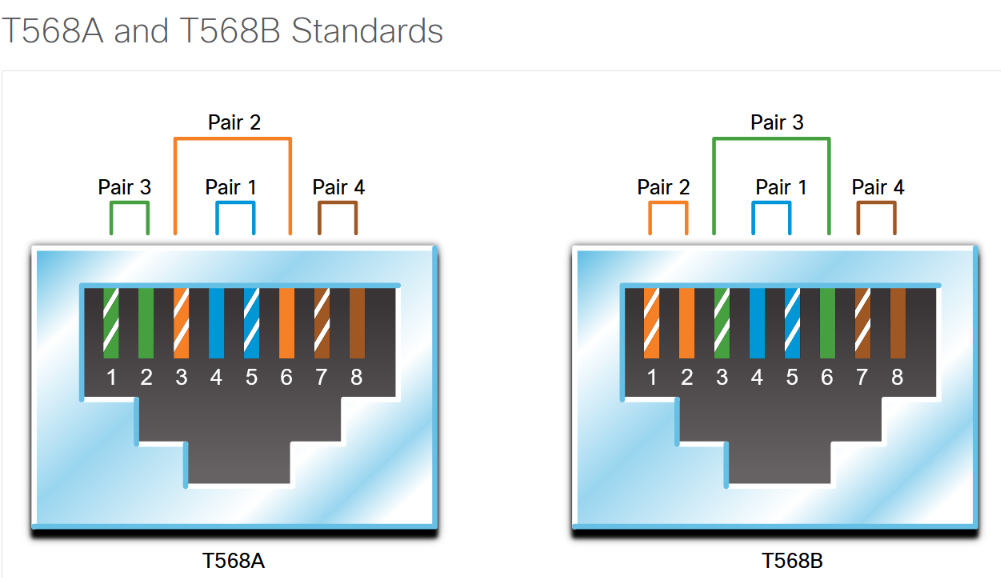 T568A and T568B Standards
Pair 2
Pair 3 Pair 1 Pair 4
1 2 3 4 5 6 7 8
T568A
Pair 3
Pair 2 Pair 1 Pair 4
1 2 3 4 5 6 7 8
T568B